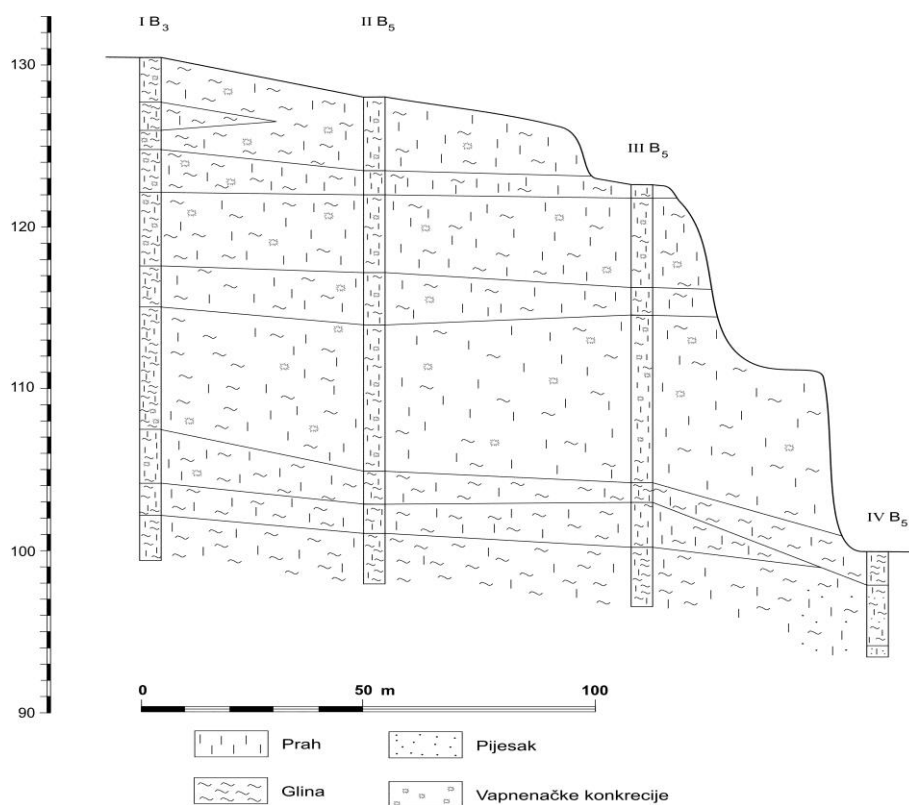 I B3
II B5
130
III B5
120
110
IV B5
100
0 50 m 100
90
Prah
Pijesak
Glina
Vapnenačke konkrecije